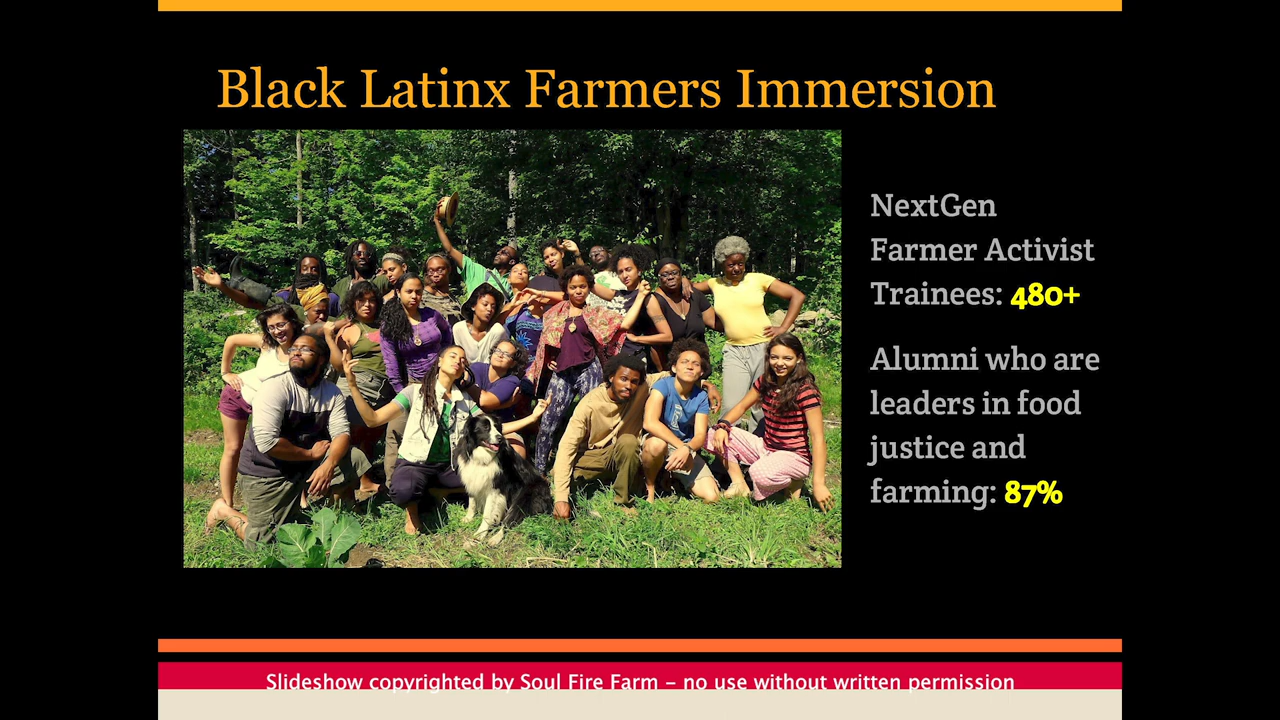 Black Latinx Farmers Immersion
NextGen
Farmer Activist
Trainees: 480+
Alumni who are
leaders in food
justice and
farming: 87%
Slideshow copyrighted by Soul Fire Farm – no use without written permission